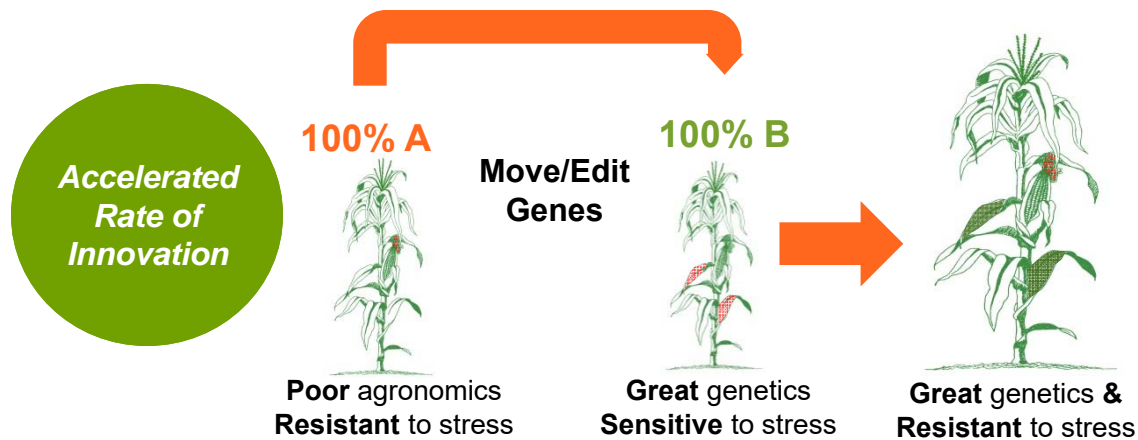 Accelerated
Rate of
Innovation
100% A
Move/Edit
Genes
100% B
Poor agronomics
Resistant to stress
Great genetics
Sensitive to stress
Great genetics &
Resistant to stress